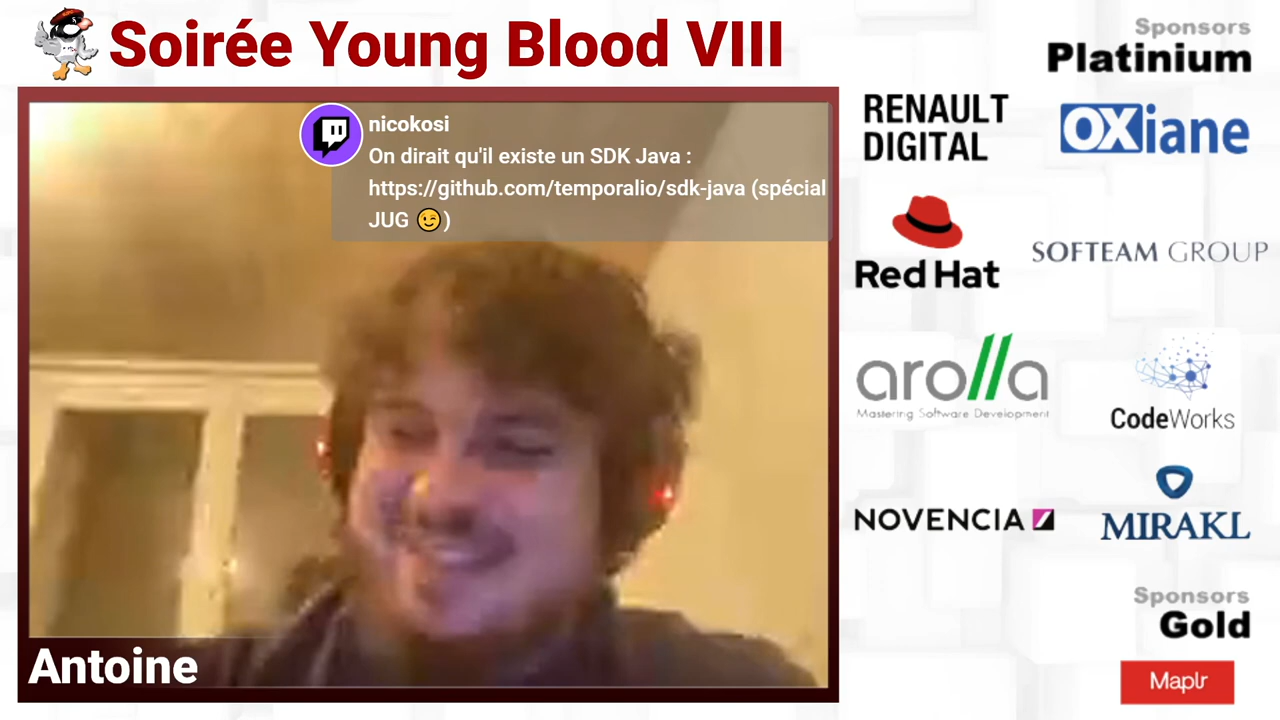 Soirée Young Blood VIII
nicokosi
On dirait qu'il existe un SDK Java :
https://github.com/temporalio/sdk-java (spécial
JUG 😉)
Antoine
Sponsors
Platinium
RENAULT
DIGITAL
OXiane
Red Hat
SOFTEAM GROUP
arolla
Mastering Software Development
CodeWorks
NOVENCIA
MIRAKL
Sponsors
Gold
Maplr